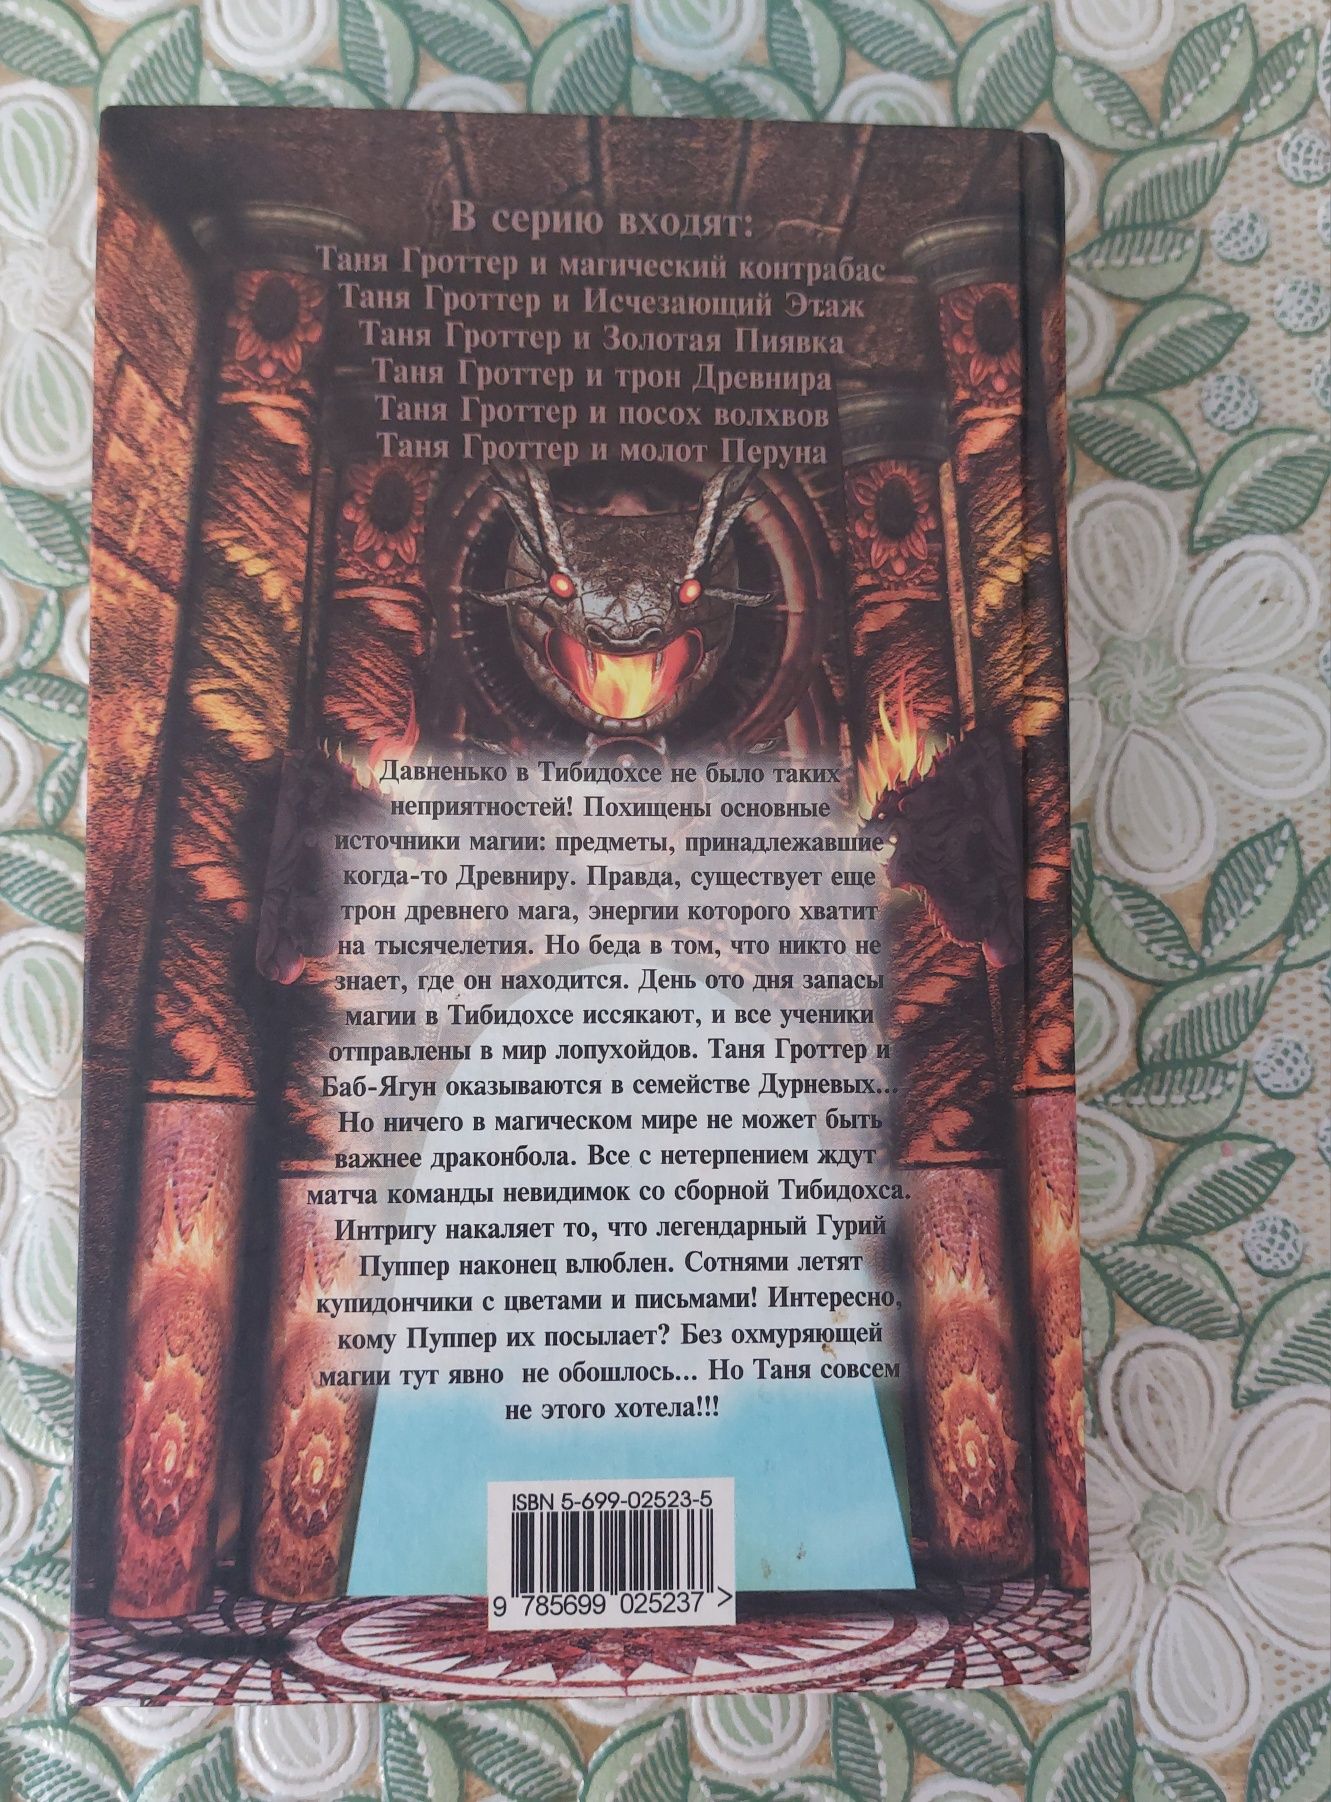 В серию входят:
Таня Гроттер и магический контрабас
Таня Гроттер и Исчезающий Этаж
Таня Гроттер и Золотая Пиявка
Таня Гроттер и трон Древнира
Таня Гроттер и посох волхвов
Таня Гроттер и молот Перуна
Давненько в Тибидохсе не было таких
неприятностей! Похищены основные
источники магии: предметы, принадлежавшие
когда-то Древниру. Правда, существует еще
трон древнего мага, энергии которого хватит
на тысячелетия. Но беда в том, что никто не
знает, где он находится. День ото дня запасы
магии в Тибидохсе иссякают, и все ученики
отправлены в мир лопухойдов. Таня Гроттер и
Баб-Ягун оказываются в семействе Дурневых...
Но ничего в магическом мире не может быть
важнее драконбола. Все с нетерпением ждут
матча команды невидимок со сборной Тибидохса.
Интригу накаляет то, что легендарный Гурий
Пуппер наконец влюблен. Сотнями летят
купидончики с цветами и письмами! Интересно,
кому Пуппер их посылает? Без охмуряющей
магии тут явно не обошлось... Но Таня совсем
не этого хотела!!!
ISBN 5-699-02523-5
9 785699 025237 >